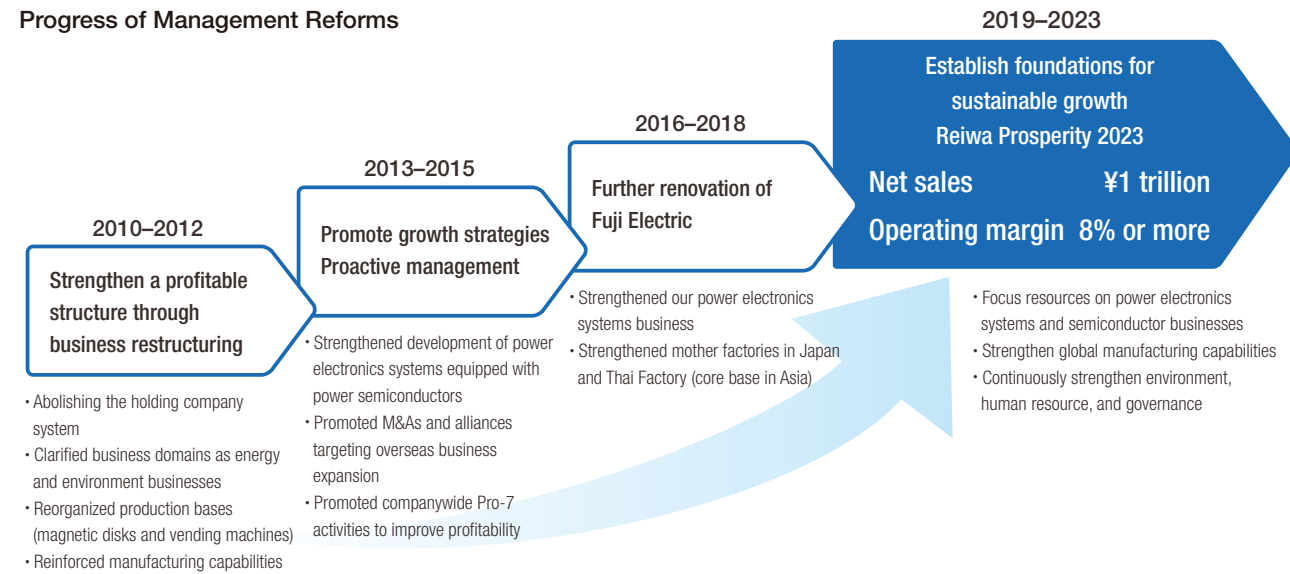 Progress of Management Reforms
2010–2012
Strengthen a profitable
structure through
business restructuring
• Abolishing the holding company
system
• Clarified business domains as energy
and environment businesses
• Reorganized production bases
(magnetic disks and vending machines)
• Reinforced manufacturing capabilities
2013–2015
Promote growth strategies
Proactive management
• Strengthened development of power
electronics systems equipped with
power semiconductors
• Promoted M&As and alliances
targeting overseas business
expansion
• Promoted companywide Pro-7
activities to improve profitability
2016–2018
Further renovation of
Fuji Electric
• Strengthened our power electronics
systems business
• Strengthened mother factories in Japan
and Thai Factory (core base in Asia)
2019–2023
Establish foundations for
sustainable growth
Reiwa Prosperity 2023
Net sales ¥1 trillion
Operating margin 8% or more
• Focus resources on power electronics
systems and semiconductor businesses
• Strengthen global manufacturing capabilities
• Continuously strengthen environment,
human resource, and governance